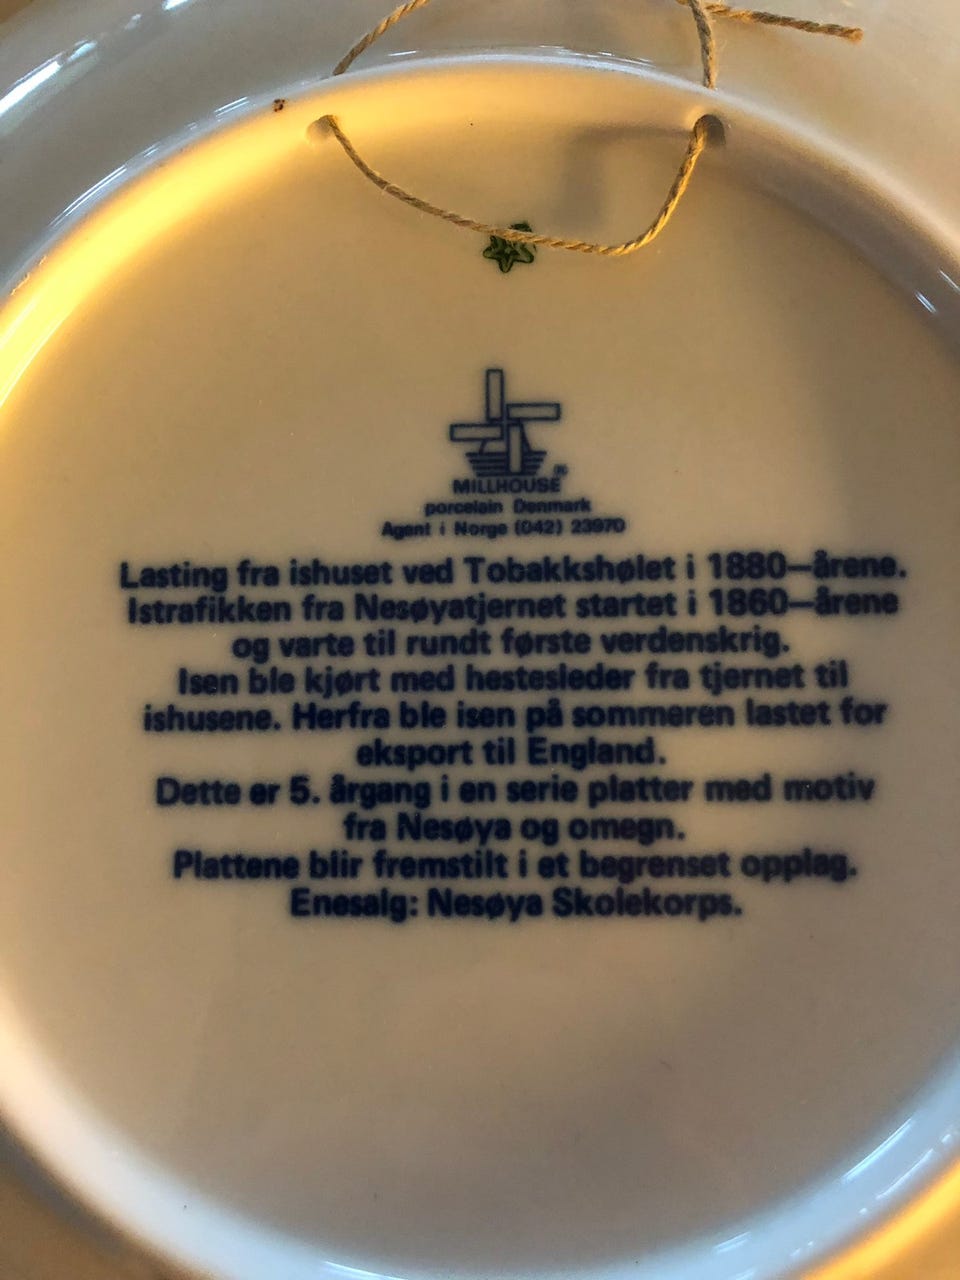 MILLHOUSE®
porcelain Denmark
Agent i Norge (042) 23970
Lasting fra ishuset ved Tobakkshølet i 1880–årene.
Istrafikken fra Nesøyatjernet startet i 1860–årene
og varte til rundt første verdenskrig.
Isen ble kjørt med hestesleder fra tjernet til
ishusene. Herfra ble isen på sommeren lastet for
eksport til England.
Dette er 5. årgang i en serie platter med motiv
fra Nesøya og omegn.
Plattene blir fremstilt i et begrenset opplag.
Enesalg: Nesøya Skolekorps.